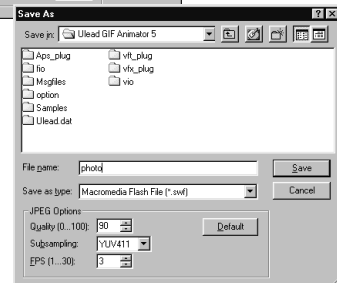 Save As
Save in: Ulead GIF Animator 5
Aps_plug vft_plug
fio vfx_plug
Msgfiles vio
option
Samples
Ulead.dat
File name: photo Save
Save as type: Macromedia Flash File (*.swf) Cancel
JPEG Options
Quality (0...100): 90 Default
Subsampling: YUV411
FPS (1...30): 3